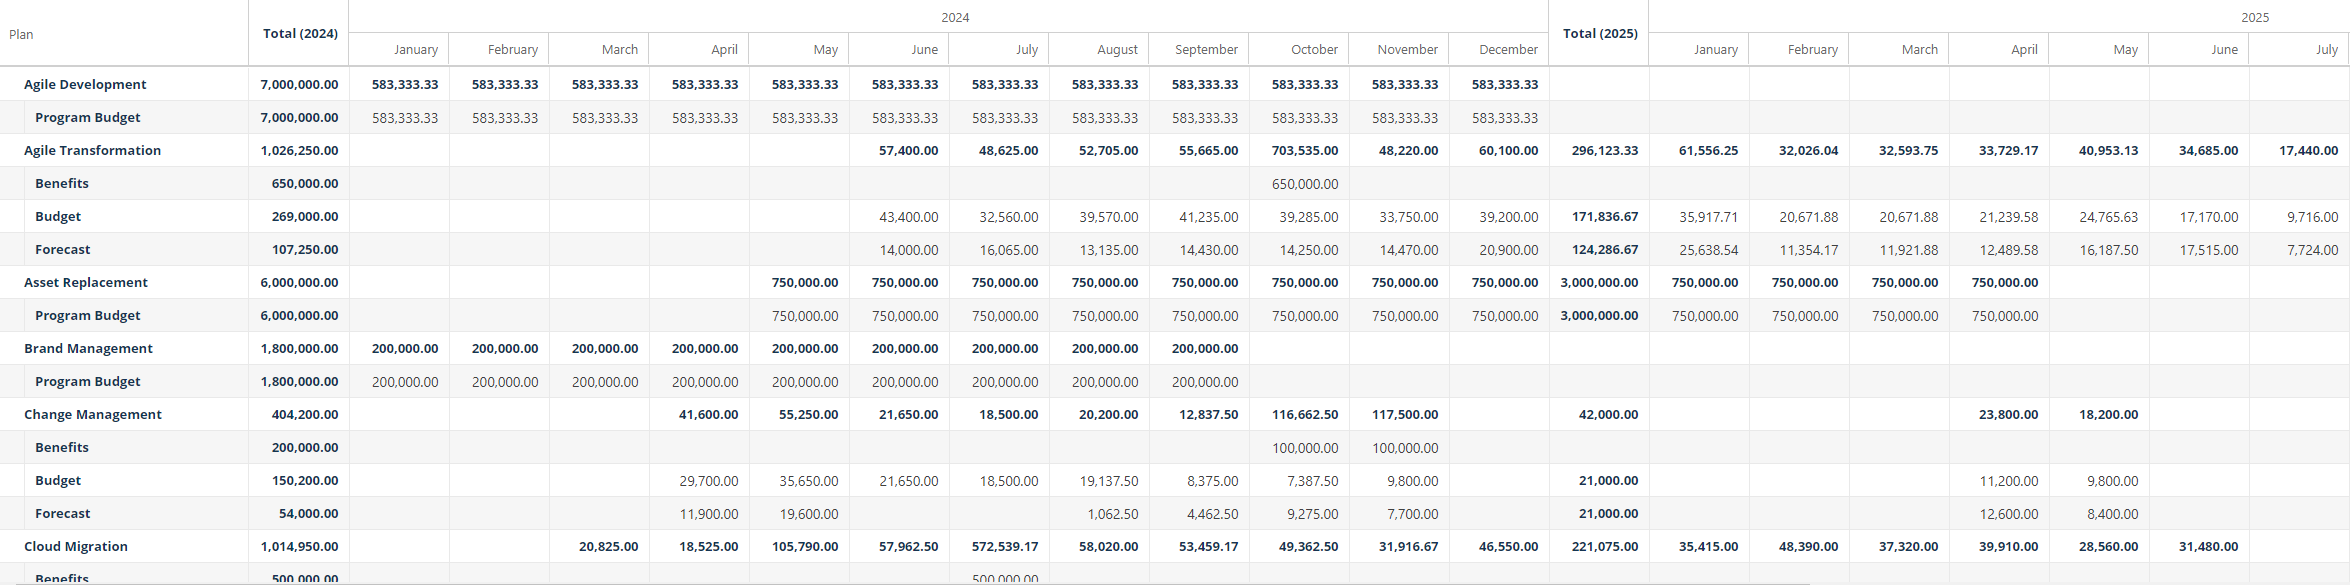 2024 2025
Plan Total (2024) Total (2025)
January February March April May June July August September October November December January February March April May June July
Agile Development 7,000,000.00 583,333.33 583,333.33 583,333.33 583,333.33 583,333.33 583,333.33 583,333.33 583,333.33 583,333.33 583,333.33 583,333.33 583,333.33
Program Budget 7,000,000.00 583,333.33 583,333.33 583,333.33 583,333.33 583,333.33 583,333.33 583,333.33 583,333.33 583,333.33 583,333.33 583,333.33 583,333.33
Agile Transformation 1,026,250.00 57,400.00 48,625.00 52,705.00 55,665.00 703,535.00 48,220.00 60,100.00 296,123.33 61,556.25 32,026.04 32,593.75 33,729.17 40,953.13 34,685.00 17,440.00
Benefits 650,000.00 650,000.00
Budget 269,000.00 43,400.00 32,560.00 39,570.00 41,235.00 39,285.00 33,750.00 39,200.00 171,836.67 35,917.71 20,671.88 20,671.88 21,239.58 24,765.63 17,170.00 9,716.00
Forecast 107,250.00 14,000.00 16,065.00 13,135.00 14,430.00 14,250.00 14,470.00 20,900.00 124,286.67 25,638.54 11,354.17 11,921.88 12,489.58 16,187.50 17,515.00 7,724.00
Asset Replacement 6,000,000.00 750,000.00 750,000.00 750,000.00 750,000.00 750,000.00 750,000.00 750,000.00 750,000.00 3,000,000.00 750,000.00 750,000.00 750,000.00 750,000.00
Program Budget 6,000,000.00 750,000.00 750,000.00 750,000.00 750,000.00 750,000.00 750,000.00 750,000.00 750,000.00 3,000,000.00 750,000.00 750,000.00 750,000.00 750,000.00
Brand Management 1,800,000.00 200,000.00 200,000.00 200,000.00 200,000.00 200,000.00 200,000.00 200,000.00 200,000.00 200,000.00
Program Budget 1,800,000.00 200,000.00 200,000.00 200,000.00 200,000.00 200,000.00 200,000.00 200,000.00 200,000.00 200,000.00
Change Management 404,200.00 41,600.00 55,250.00 21,650.00 18,500.00 20,200.00 12,837.50 116,662.50 117,500.00 42,000.00 23,800.00 18,200.00
Benefits 200,000.00 100,000.00 100,000.00
Budget 150,200.00 29,700.00 35,650.00 21,650.00 18,500.00 19,137.50 8,375.00 7,387.50 9,800.00 21,000.00 11,200.00 9,800.00
Forecast 54,000.00 11,900.00 19,600.00 1,062.50 4,462.50 9,275.00 7,700.00 21,000.00 12,600.00 8,400.00
Cloud Migration 1,014,950.00 20,825.00 18,525.00 105,790.00 57,962.50 572,539.17 58,020.00 53,459.17 49,362.50 31,916.67 46,550.00 221,075.00 35,415.00 48,390.00 37,320.00 39,910.00 28,560.00 31,480.00
Benefits 500,000.00 500,000.00